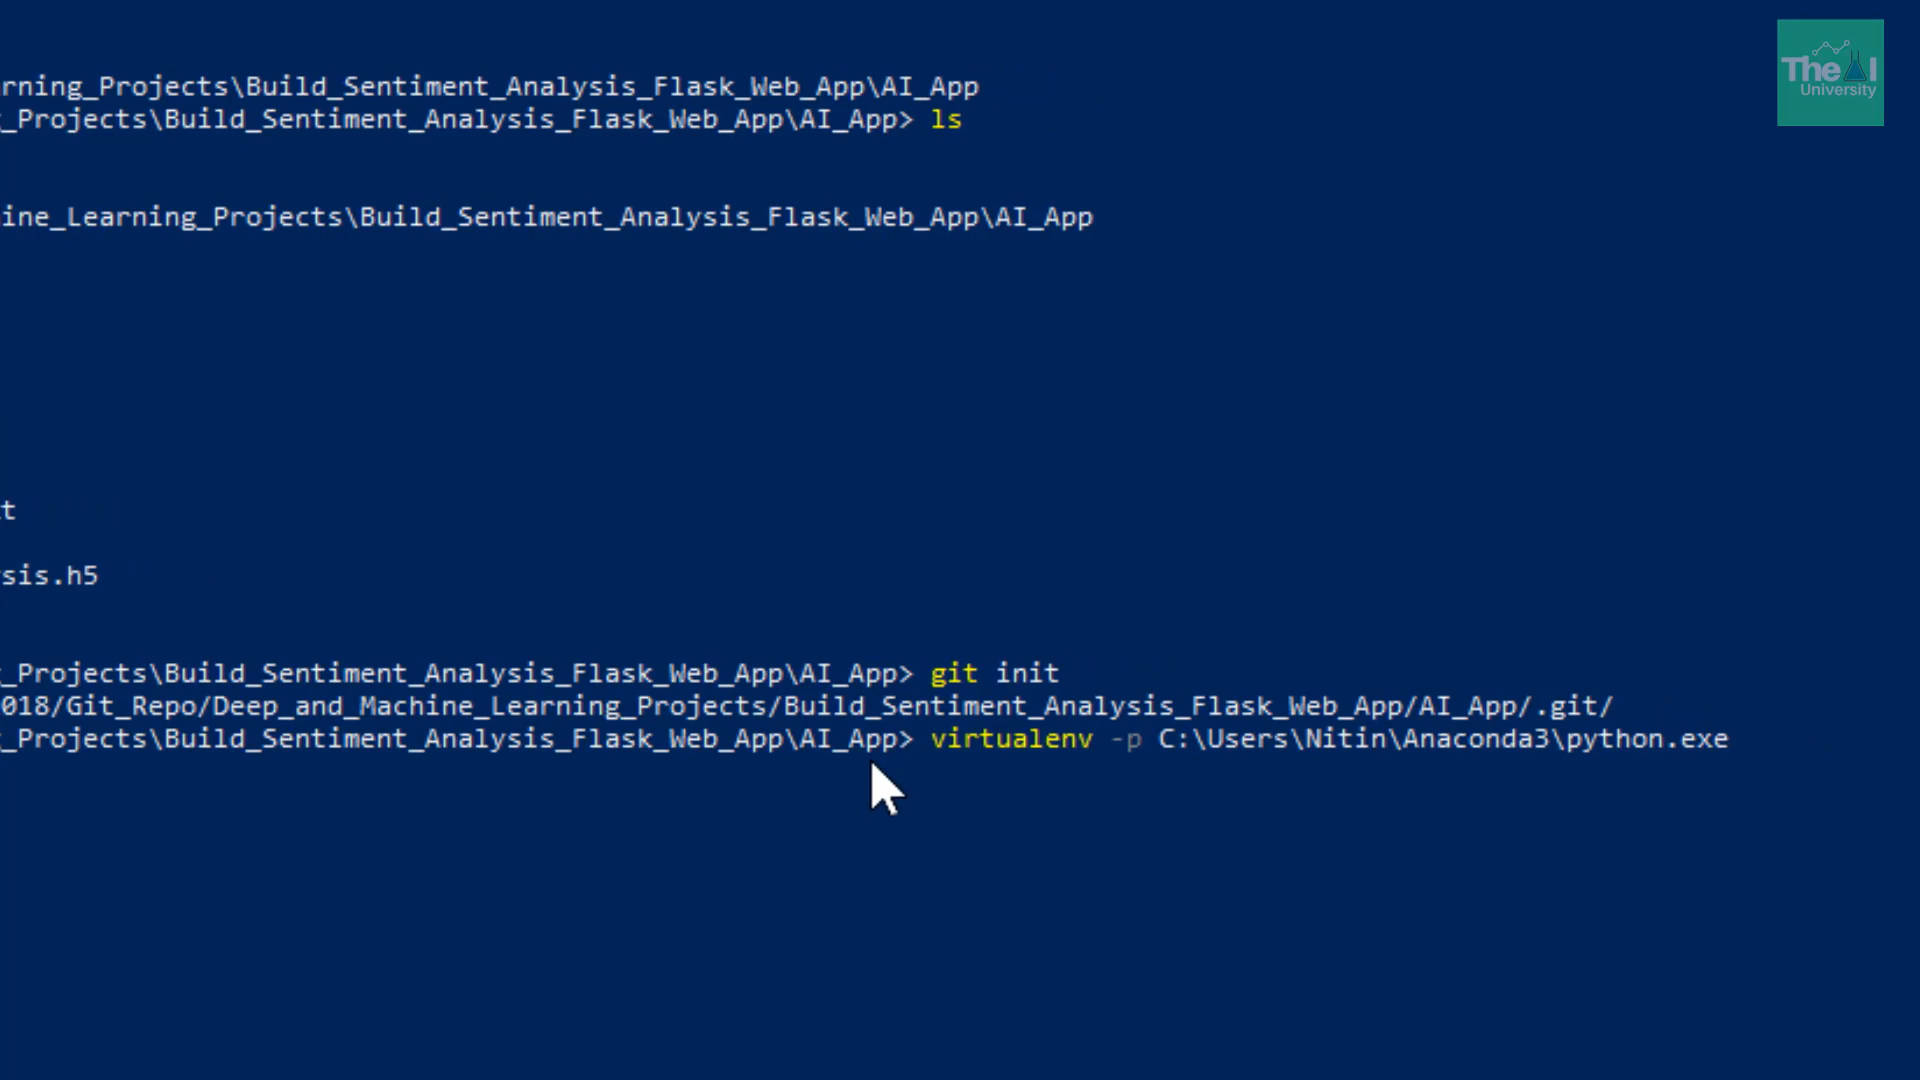 The AI
University
rning_Projects\Build_Sentiment_Analysis_Flask_Web_App\AI_App
_Projects\Build_Sentiment_Analysis_Flask_Web_App\AI_App> ls
ine_Learning_Projects\Build_Sentiment_Analysis_Flask_Web_App\AI_App
t
sis.h5
_Projects\Build_Sentiment_Analysis_Flask_Web_App\AI_App> git init
018/Git_Repo/Deep_and_Machine_Learning_Projects/Build_Sentiment_Analysis_Flask_Web_App/AI_App/.git/
_Projects\Build_Sentiment_Analysis_Flask_Web_App\AI_App> virtualenv -p C:\Users\Nitin\Anaconda3\python.exe